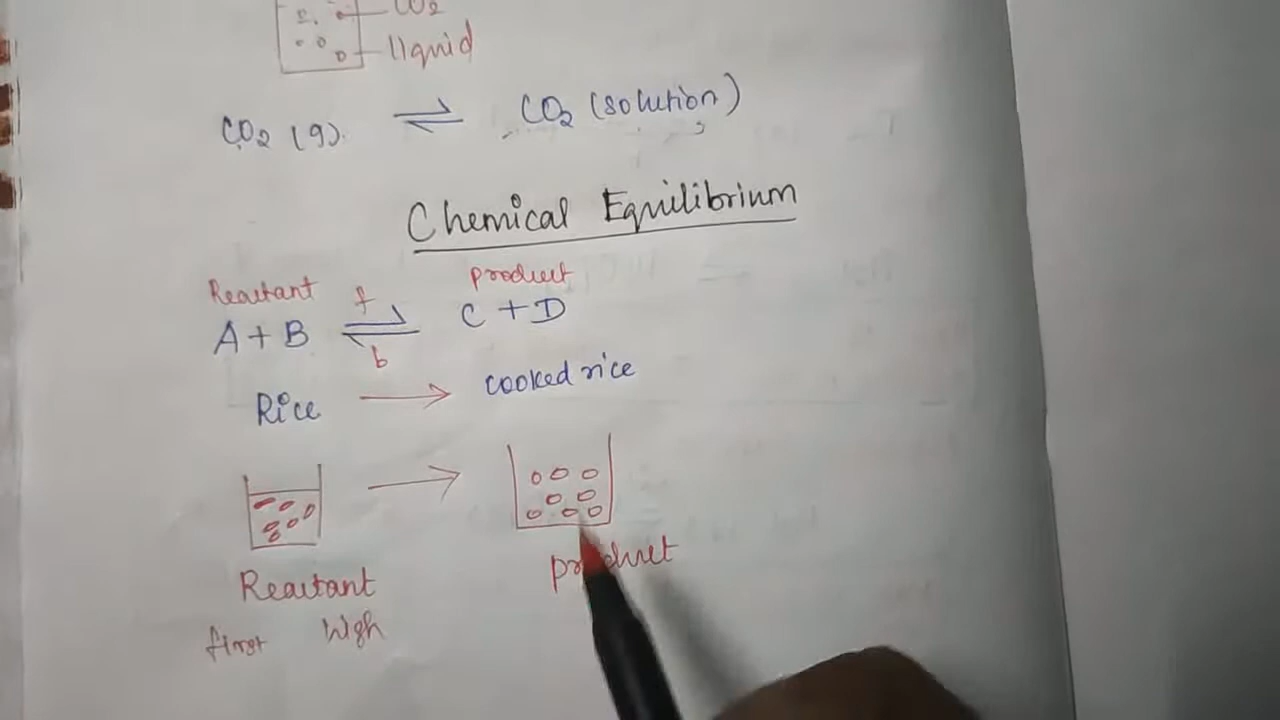 CO2
liquid
CO2 (g) ⇌ CO2 (solution)
Chemical Equilibrium
Reactant f product
A + B ⇌ C + D
b
Rice → cooked rice
→
Reactant product
first high